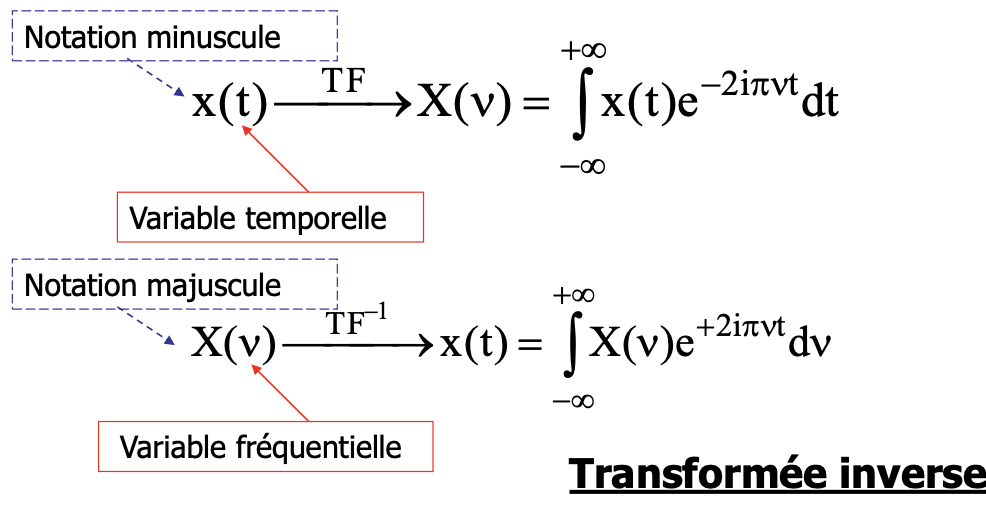 Notation minuscule
x(t) —TF→ X(ν) = ∫₋∞⁺∞ x(t)e^{−2iπνt}dt
Variable temporelle
Notation majuscule
X(ν) —TF⁻¹→ x(t) = ∫₋∞⁺∞ X(ν)e^{+2iπνt}dν
Variable fréquentielle
Transformée inverse